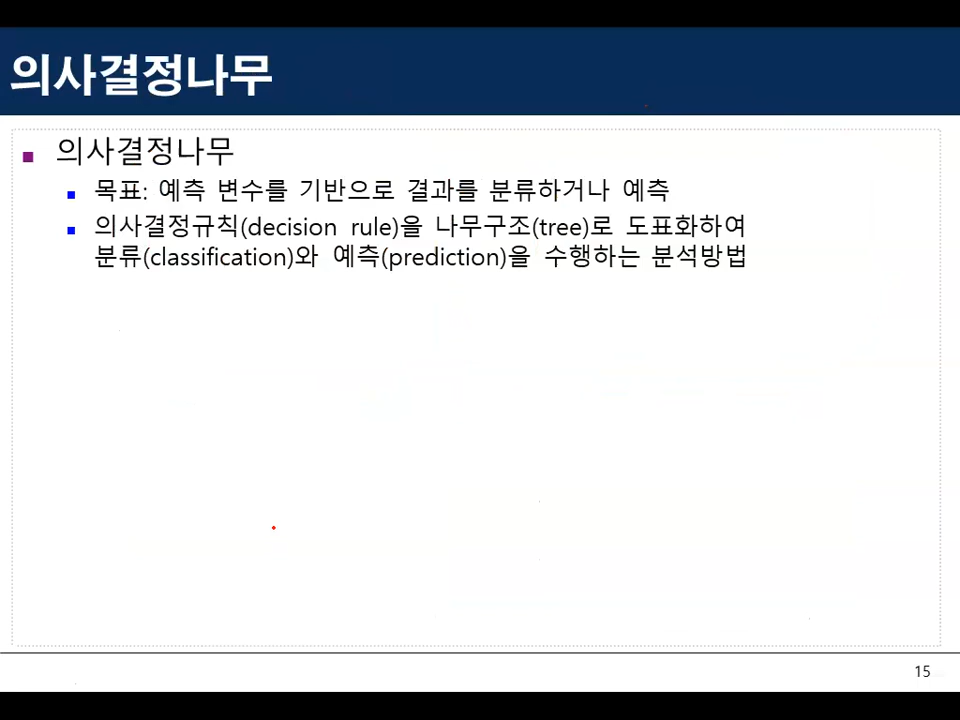 의사결정나무
의사결정나무
목표: 예측 변수를 기반으로 결과를 분류하거나 예측
의사결정규칙(decision rule)을 나무구조(tree)로 도표화하여
분류(classification)와 예측(prediction)을 수행하는 분석방법
15